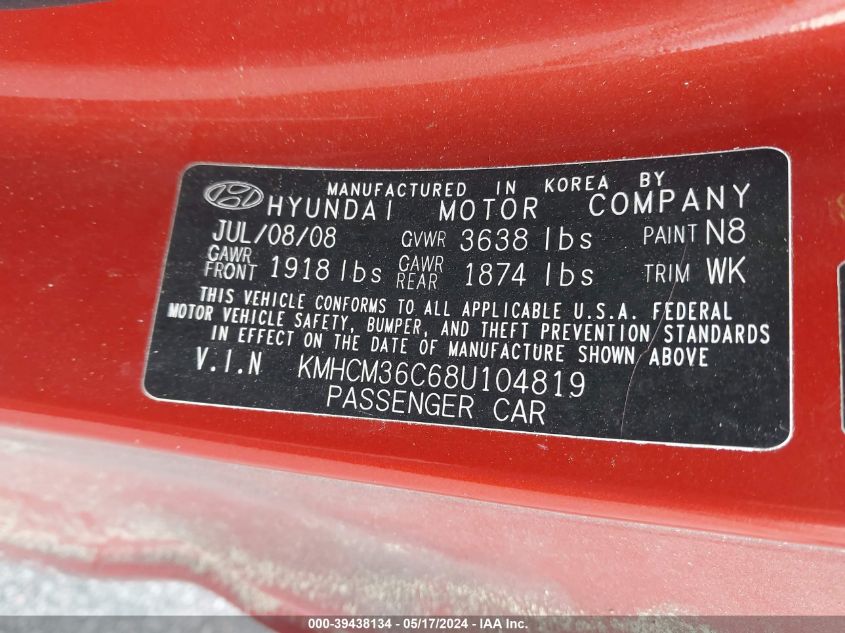 MANUFACTURED IN KOREA BY
HYUNDAI MOTOR COMPANY
JUL/08/08 GVWR 3638 lbs PAINT N8
GAWR FRONT 1918 lbs GAWR REAR 1874 lbs TRIM WK
THIS VEHICLE CONFORMS TO ALL APPLICABLE U.S.A. FEDERAL
MOTOR VEHICLE SAFETY, BUMPER, AND THEFT PREVENTION STANDARDS
IN EFFECT ON THE DATE OF MANUFACTURE SHOWN ABOVE
V.I.N KMHCM36C68U104819
PASSENGER CAR
000-39438134 - 05/17/2024 - IAA, Inc.